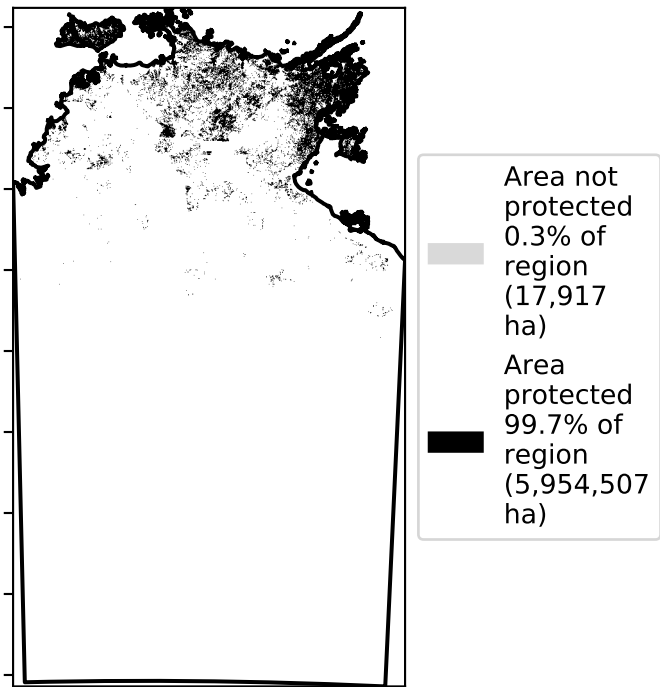 Area not
protected
0.3% of
region
(17,917
ha)
Area
protected
99.7% of
region
(5,954,507
ha)